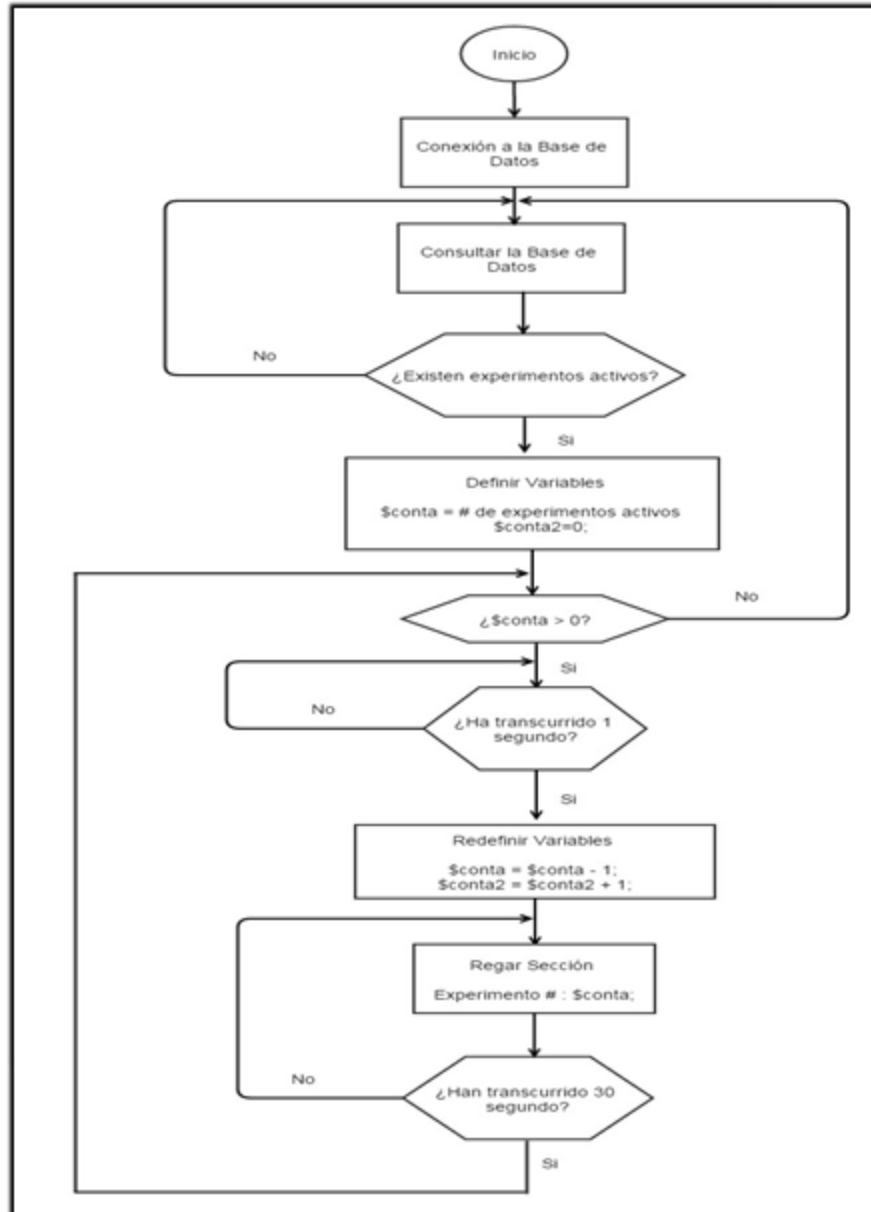 Inicio
Conexión a la Base de
Datos
Consultar la Base de
Datos
No
¿Existen experimentos activos?
Si
Definir Variables
$conta = # de experimentos activos
$conta2=0;
No
¿$conta > 0?
Si
No
¿Ha transcurrido 1
segundo?
Si
Redefinir Variables
$conta = $conta - 1;
$conta2 = $conta2 + 1;
Regar Sección
Experimento # : $conta;
No
¿Han transcurrido 30
segundo?
Si